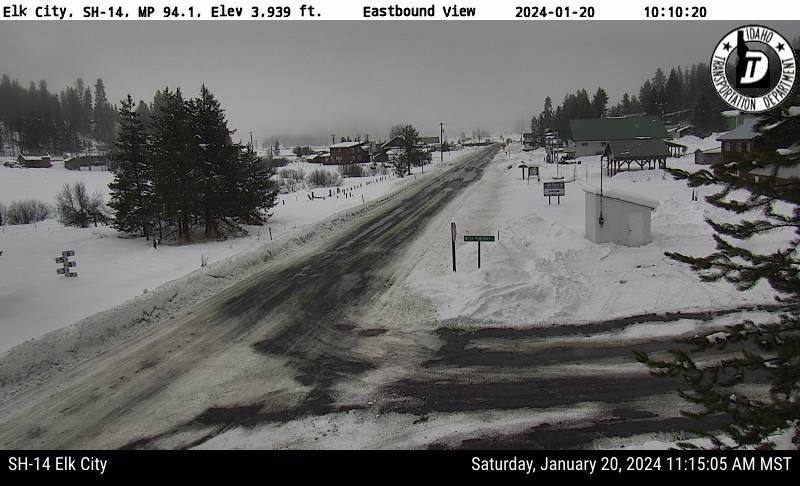 Elk City, SH-14, MP 94.1, Elev 3,939 ft. Eastbound View 2024-01-20 10:10:20
IDAHO
TRANSPORTATION DEPARTMENT
SH-14 Elk City Saturday, January 20, 2024 11:15:05 AM MST